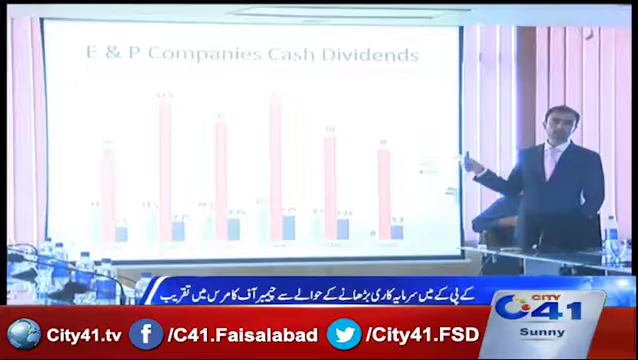 E & P Companies Cash Dividends
کے پی کے میں سرمایہ کاری بڑھانے کے حوالے سے چیمبر آف کامرس میں تقریب
CITY
C41
Sunny
City41.tv
f /C41.Faisalabad
/City41.FSD